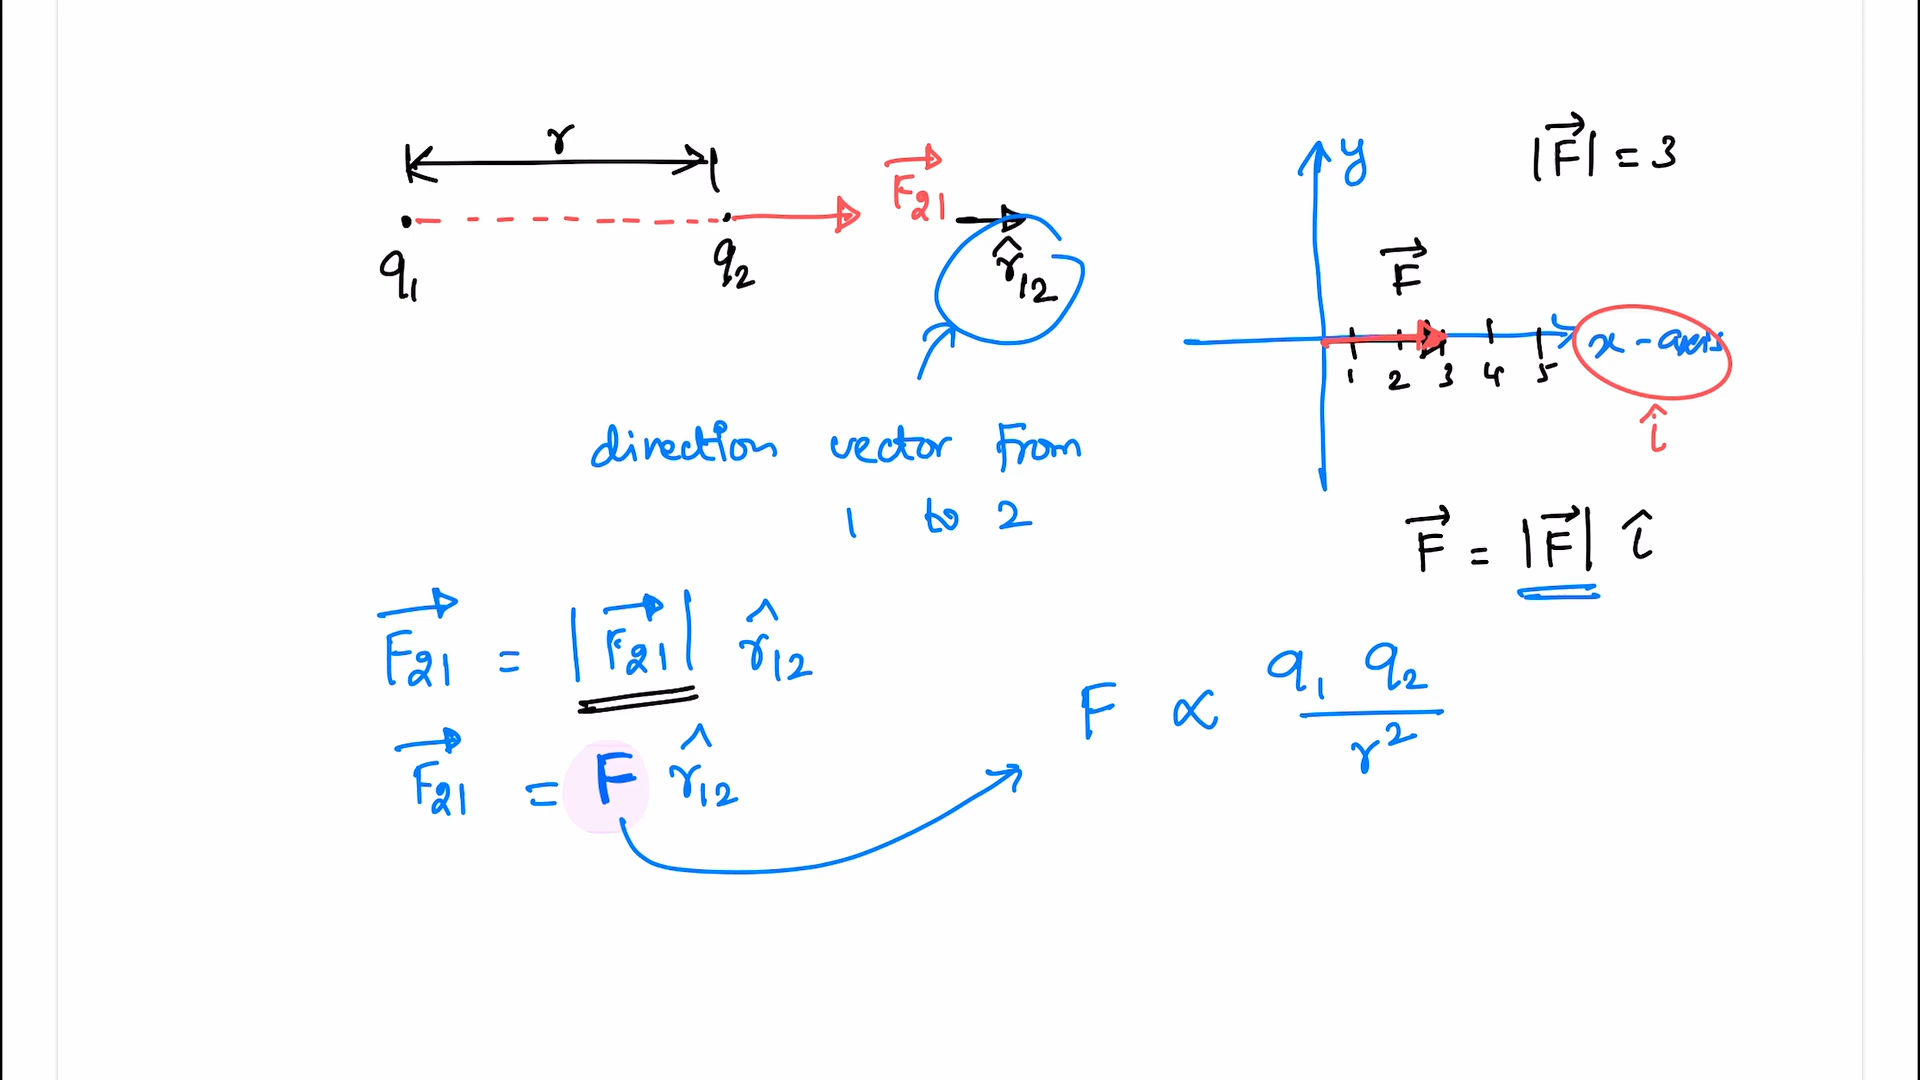 r
q₁ q₂
F⃗₂₁
r̂₁₂
direction vector From
1 to 2
F⃗₂₁ = |F⃗₂₁| r̂₁₂
F⃗₂₁ = F r̂₁₂
y
|F⃗| = 3
F⃗
x-axis
1 2 3 4 5
î
F⃗ = |F⃗| î
F ∝ q₁ q₂ / r²